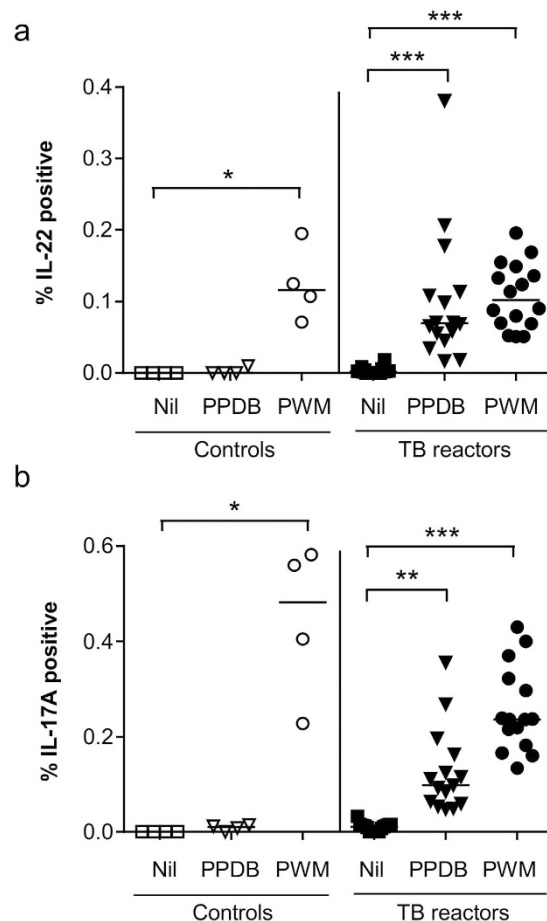 a
***
***
0.4
*
0.3
0.2
0.1
0.0
% IL-22 positive
Nil PPDB PWM Nil PPDB PWM
Controls TB reactors
b
*
***
0.6
**
0.4
0.2
0.0
% IL-17A positive
Nil PPDB PWM Nil PPDB PWM
Controls TB reactors